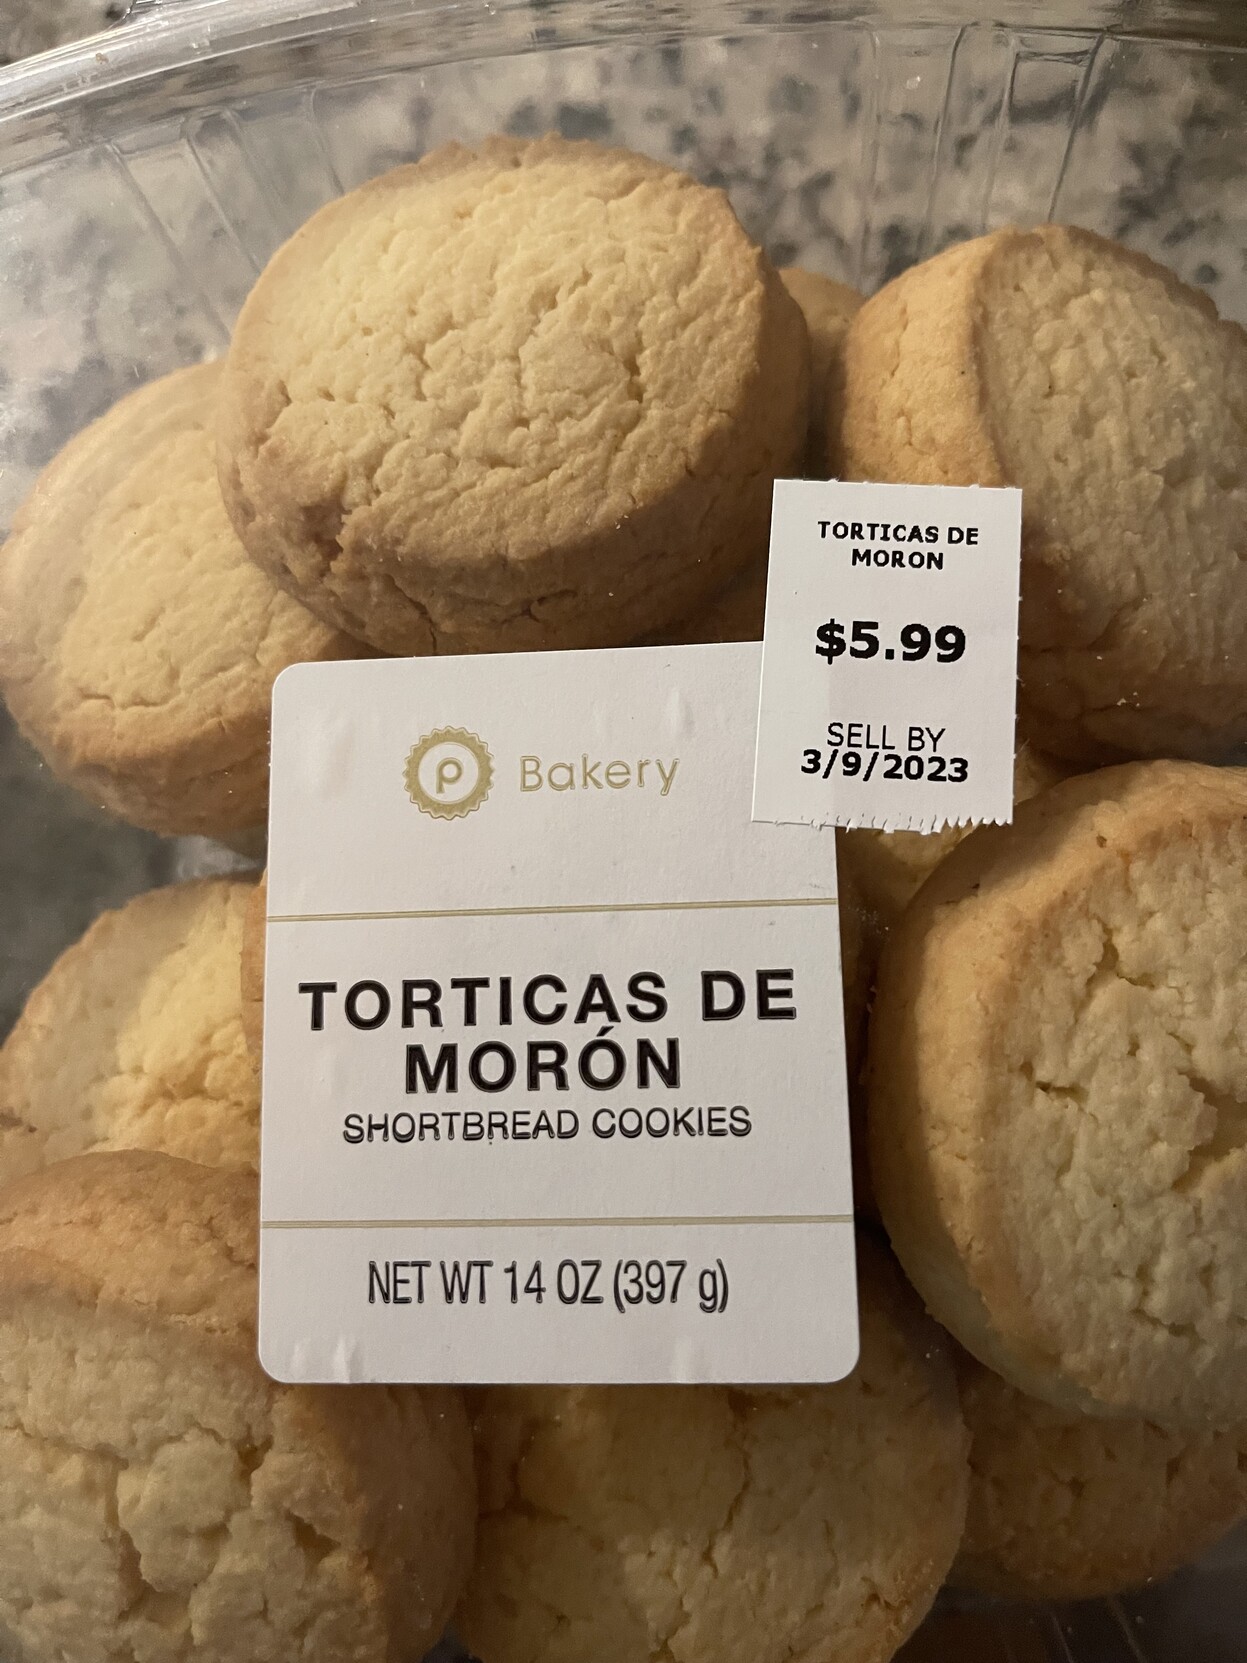 TORTICAS DE
MORON
$5.99
SELL BY
3/9/2023
p Bakery
TORTICAS DE
MORÓN
SHORTBREAD COOKIES
NET WT 14 OZ (397 g)